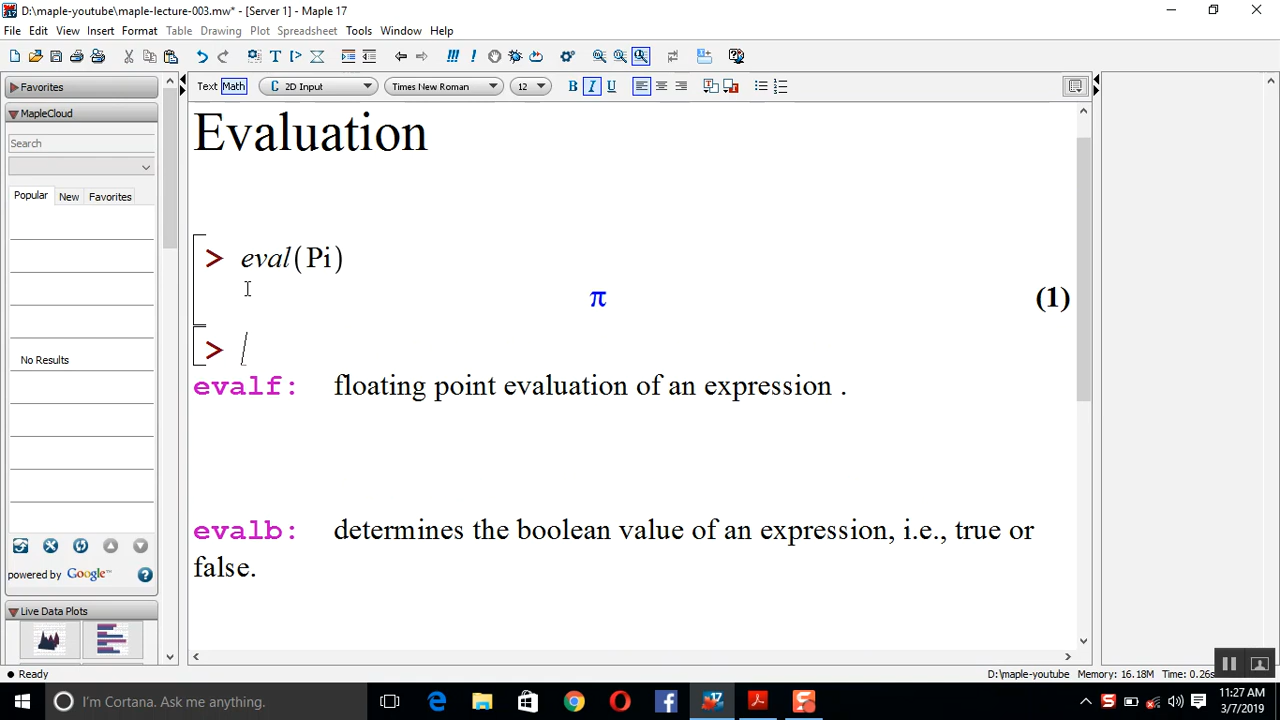 D:\maple-youtube\maple-lecture-003.mw* - [Server 1] - Maple 17
File Edit View Insert Format Table Drawing Plot Spreadsheet Tools Window Help
Text Math C 2D Input Times New Roman 12 B I U
Favorites
MapleCloud
Search
Popular New Favorites
No Results
powered by Google™
Live Data Plots
Evaluation
> eval(Pi)
π (1)
>
evalf: floating point evaluation of an expression .
evalb: determines the boolean value of an expression, i.e., true or
false.
Ready D:\maple-youtube Memory: 16.18M Time: 0.26s
I'm Cortana. Ask me anything.
11:27 AM
3/7/2019